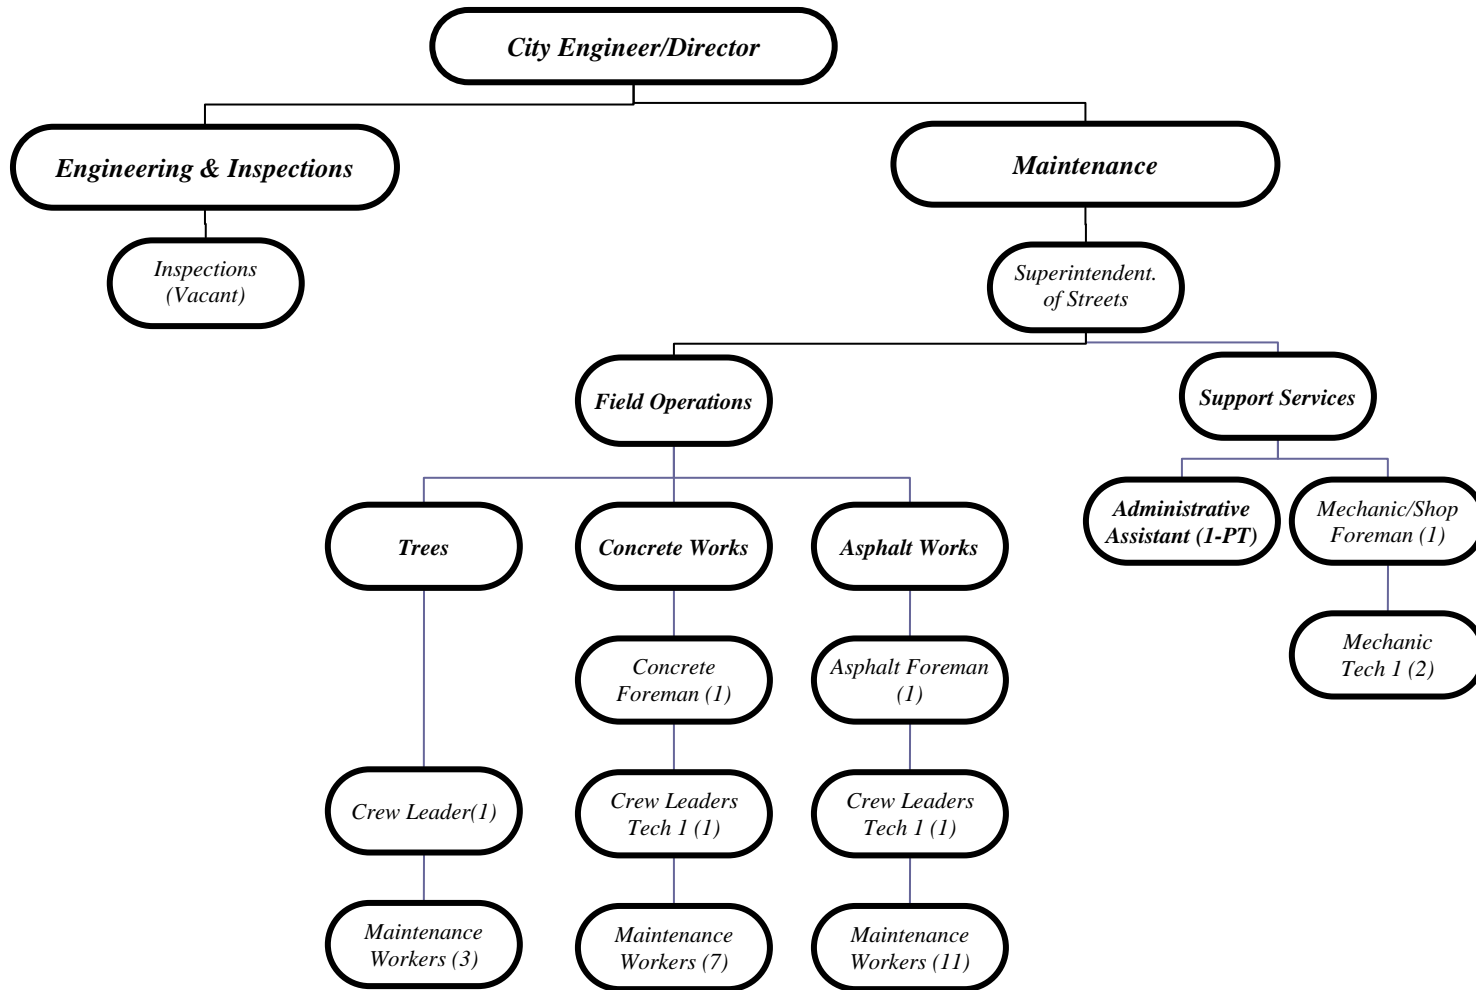 City Engineer/Director
Engineering & Inspections
Maintenance
Inspections
(Vacant)
Superintendent.
of Streets
Field Operations
Support Services
Trees
Concrete Works
Asphalt Works
Administrative
Assistant (1-PT)
Mechanic/Shop
Foreman (1)
Concrete
Foreman (1)
Asphalt Foreman
(1)
Mechanic
Tech 1 (2)
Crew Leader(1)
Crew Leaders
Tech 1 (1)
Crew Leaders
Tech 1 (1)
Maintenance
Workers (3)
Maintenance
Workers (7)
Maintenance
Workers (11)